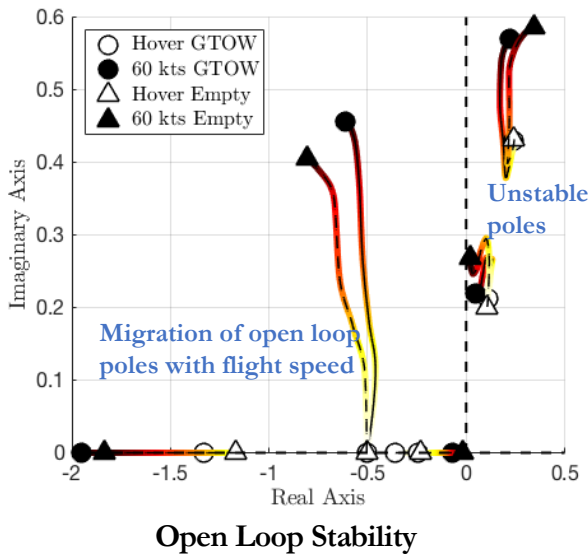 0.6
0.5
0.4
0.3
0.2
0.1
0
Imaginary Axis
Hover GTOW
60 kts GTOW
Hover Empty
60 kts Empty
Unstable
poles
Migration of open loop
poles with flight speed
-2
-1.5
-1
-0.5
0
0.5
Real Axis
Open Loop Stability